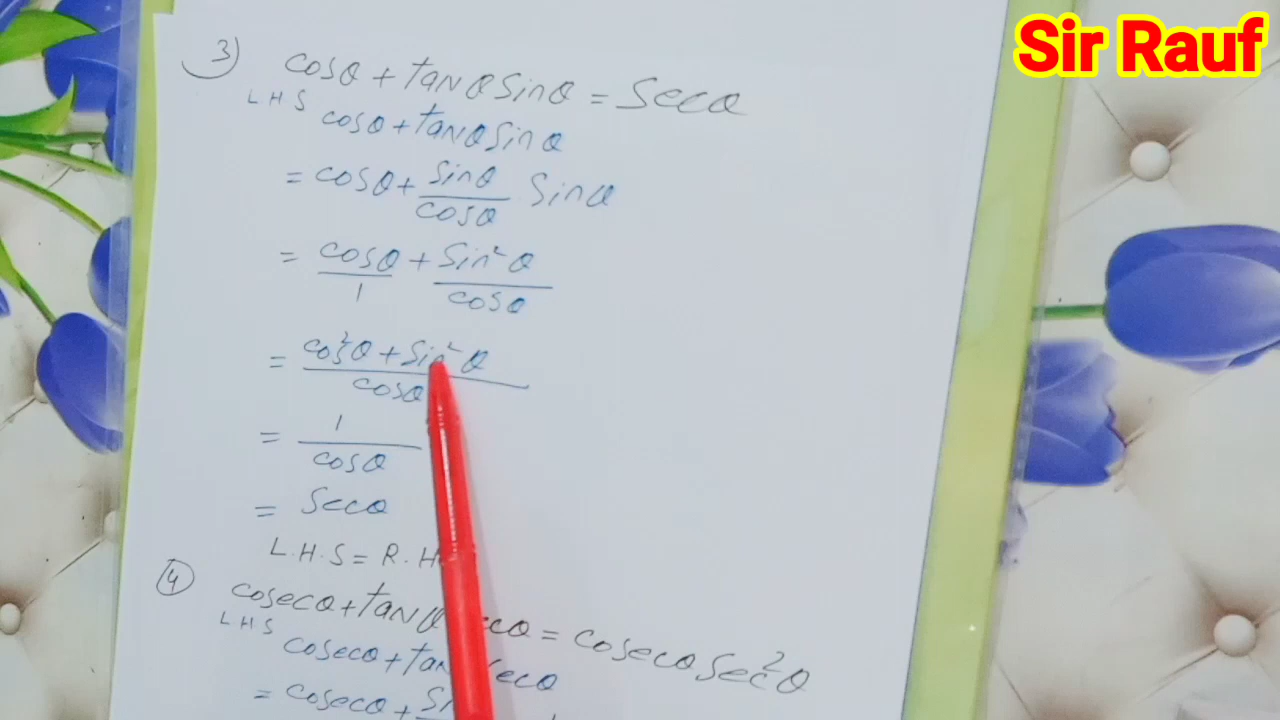 Sir Rauf
3) cosθ + tanθ sinθ = secθ
LHS
cosθ + tanθ sinθ
= cosθ + sinθ/cosθ sinθ
= cosθ/1 + sin²θ/cosθ
= cos²θ + sin²θ/cosθ
= 1/cosθ
= secθ
L.H.S = R.H
4 cosecθ + tanθ = cosecθ sec²θ
LHS
cosecθ + tan secθ
= cosecθ +